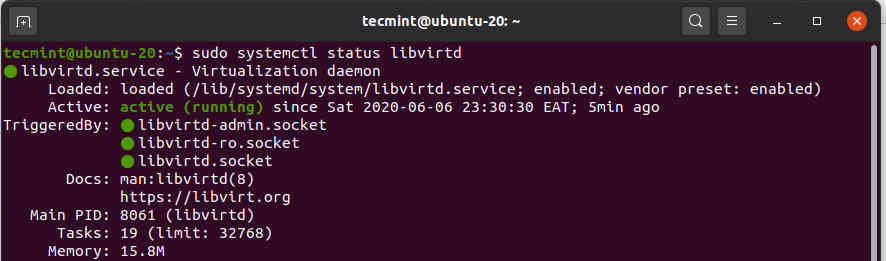 tecmint@ubuntu-20: ~
tecmint@ubuntu-20:~$ sudo systemctl status libvirtd
● libvirtd.service - Virtualization daemon
Loaded: loaded (/lib/systemd/system/libvirtd.service; enabled; vendor preset: enabled)
Active: active (running) since Sat 2020-06-06 23:30:30 EAT; 5min ago
TriggeredBy: ● libvirtd-admin.socket
● libvirtd-ro.socket
● libvirtd.socket
Docs: man:libvirtd(8)
https://libvirt.org
Main PID: 8061 (libvirtd)
Tasks: 19 (limit: 32768)
Memory: 15.8M